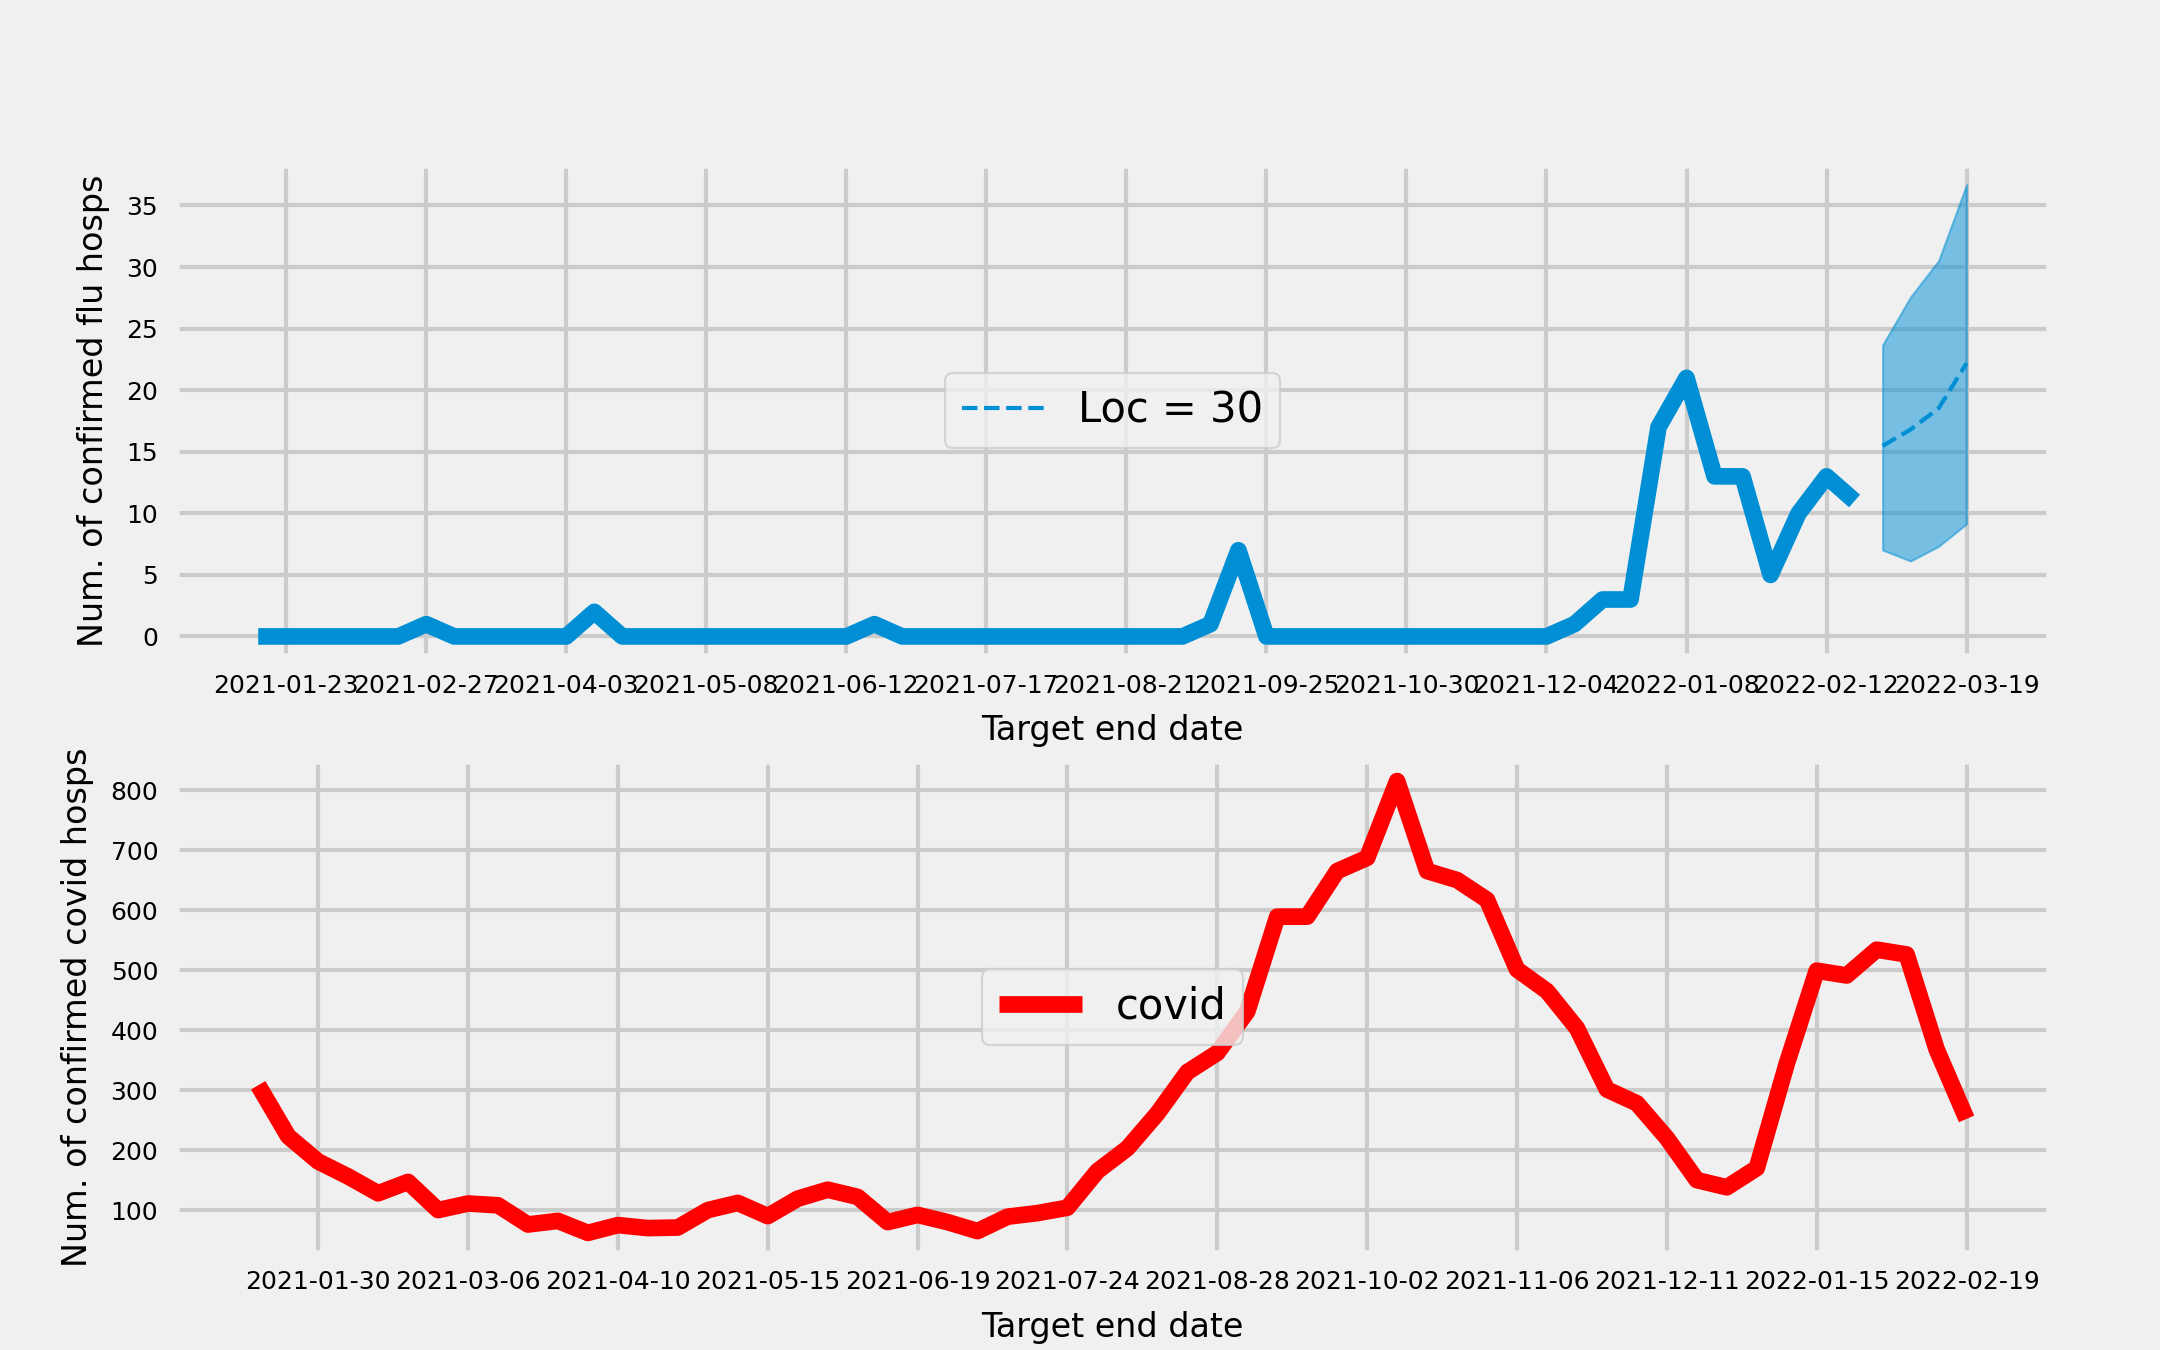 Num. of confirmed flu hosps
35
30
25
20
15
10
5
0
Loc = 30
2021-01-23 2021-02-27 2021-04-03 2021-05-08 2021-06-12 2021-07-17 2021-08-21 2021-09-25 2021-10-30 2021-12-04 2022-01-08 2022-02-12 2022-03-19
Target end date
Num. of confirmed covid hosps
800
700
600
500
400
300
200
100
covid
2021-01-30 2021-03-06 2021-04-10 2021-05-15 2021-06-19 2021-07-24 2021-08-28 2021-10-02 2021-11-06 2021-12-11 2022-01-15 2022-02-19
Target end date